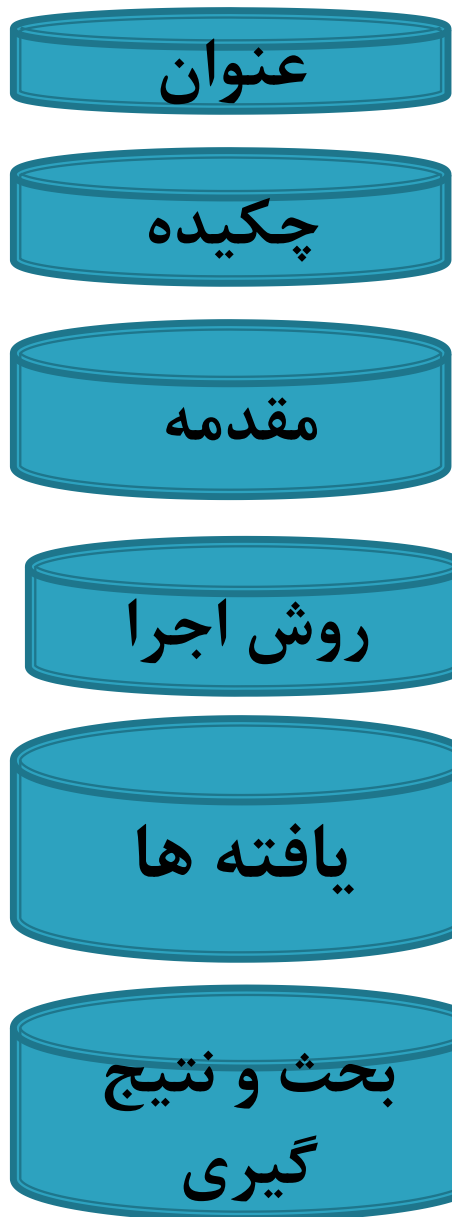 عنوان
چکیده
مقدمه
روش اجرا
یافته ها
بحث و نتیج
گیری